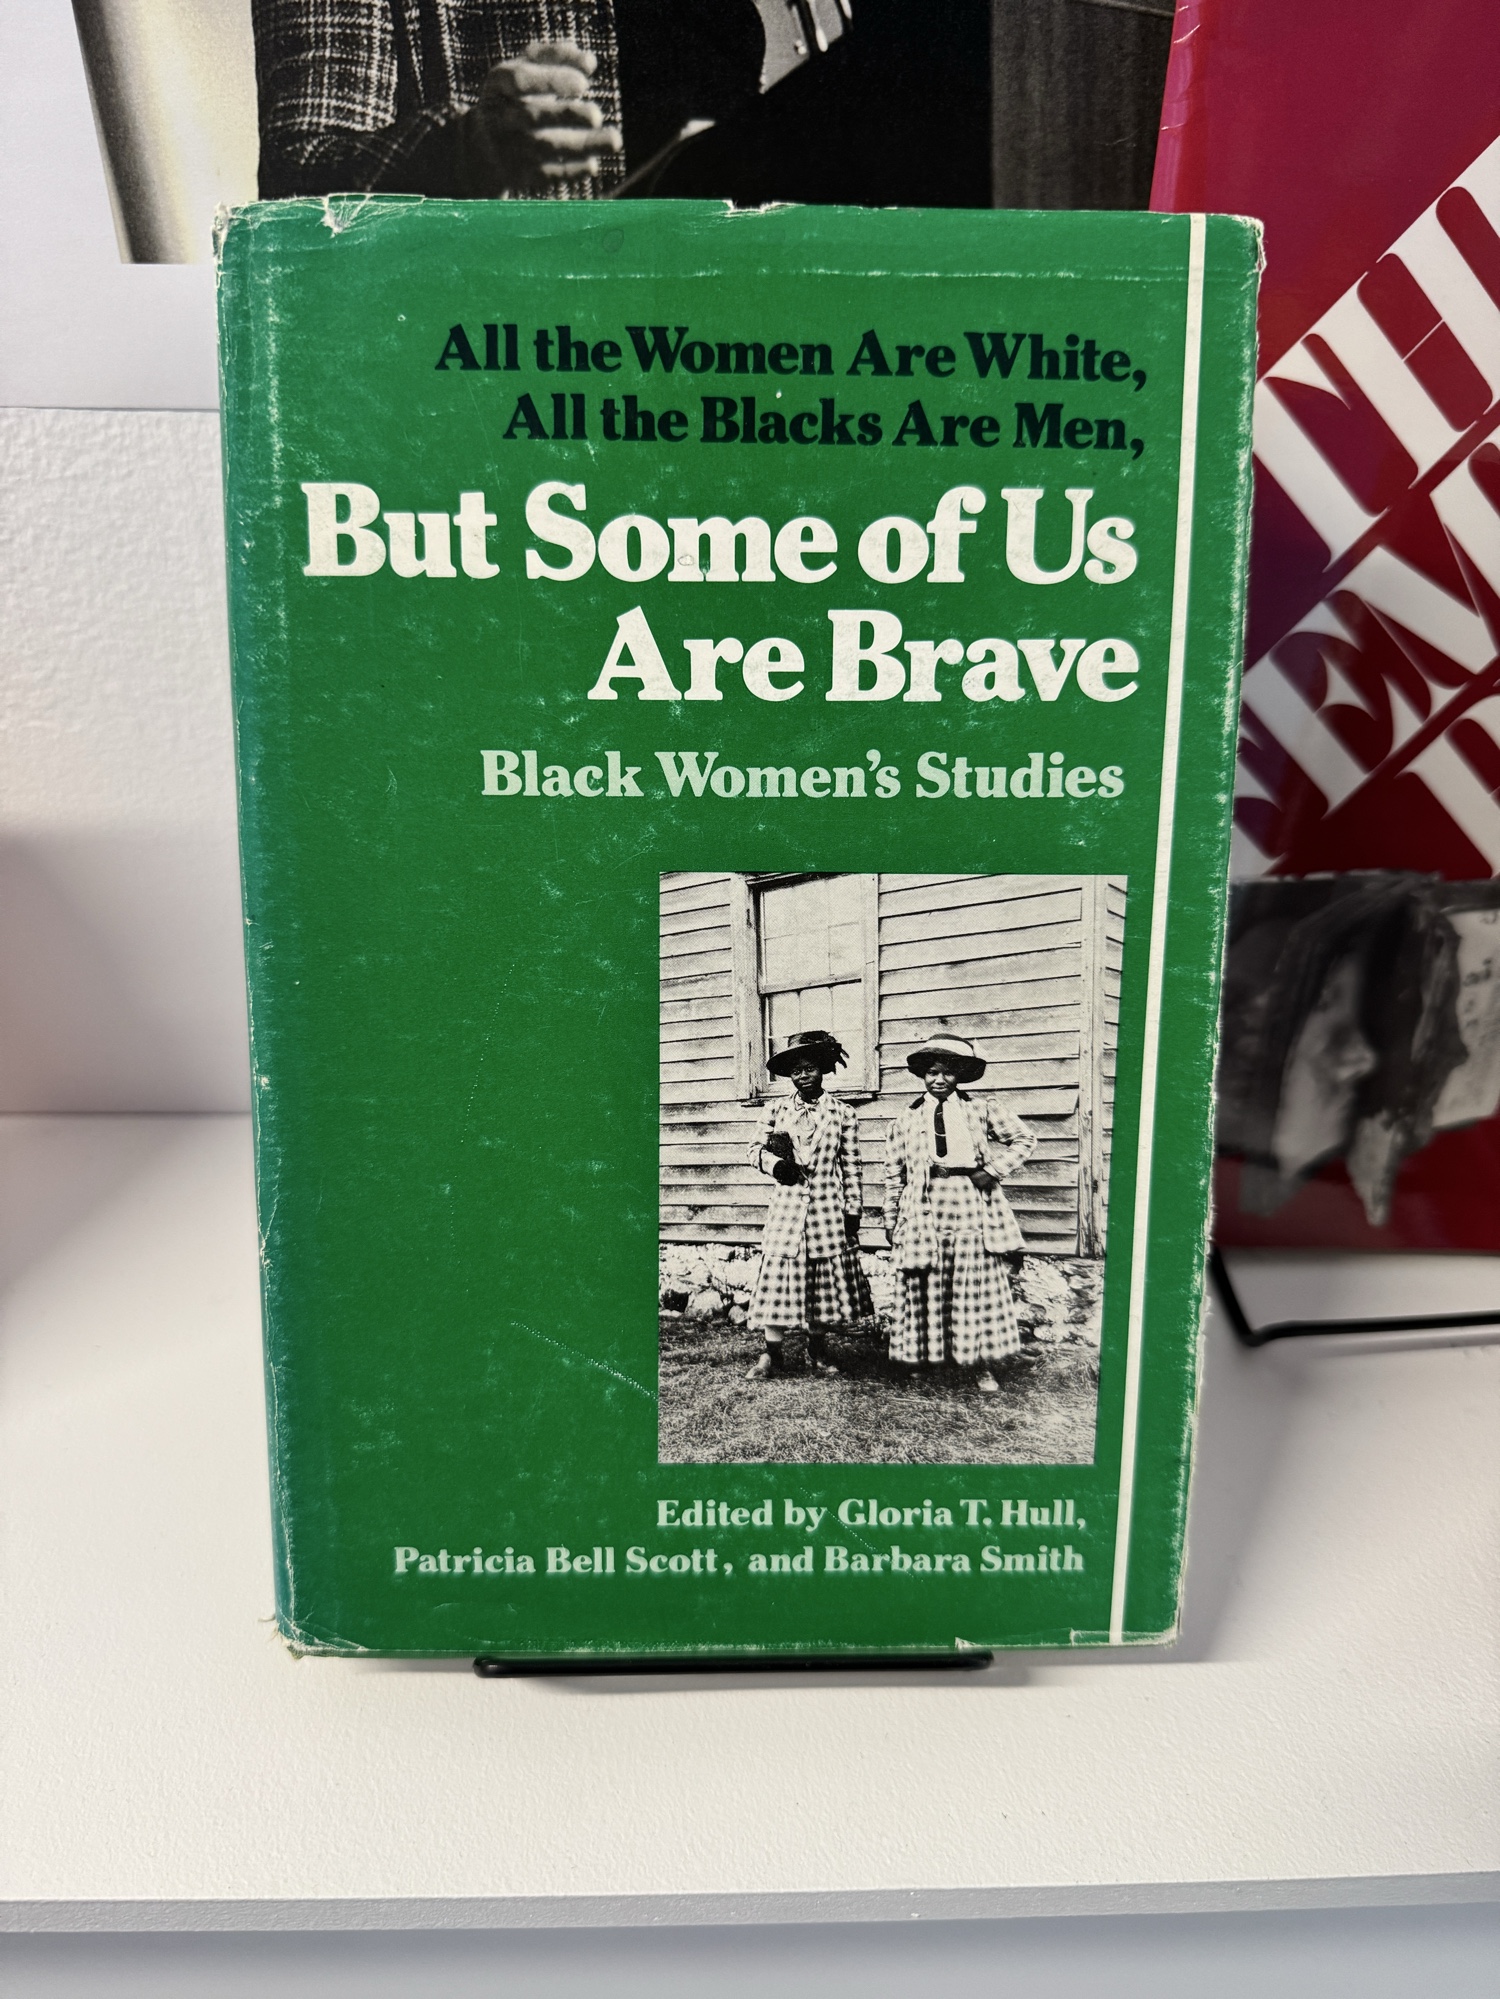 All the Women Are White,
All the Blacks Are Men,
But Some of Us
Are Brave
Black Women's Studies
Edited by Gloria T. Hull,
Patricia Bell Scott, and Barbara Smith